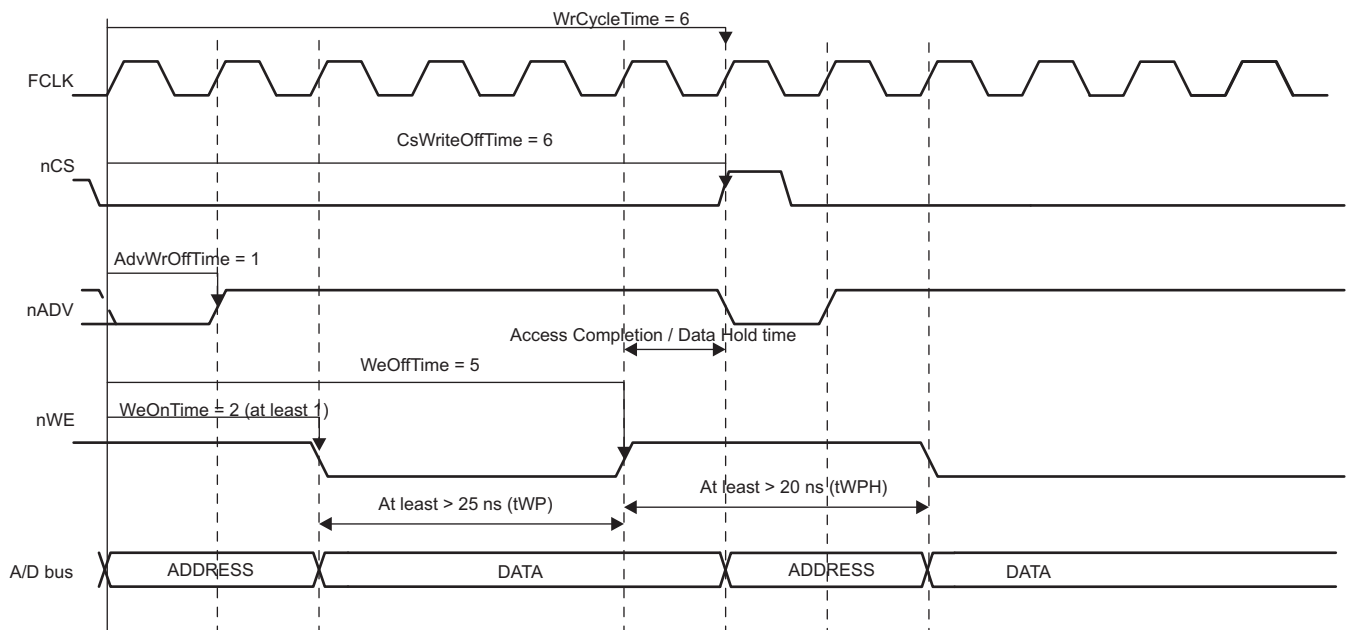 WrCycleTime = 6
FCLK
CsWriteOffTime = 6
nCS
AdvWrOffTime = 1
nADV
Access Completion / Data Hold time
WeOffTime = 5
WeOnTime = 2 (at least 1)
nWE
At least > 25 ns (tWP)
At least > 20 ns (tWPH)
A/D bus
ADDRESS
DATA
ADDRESS
DATA